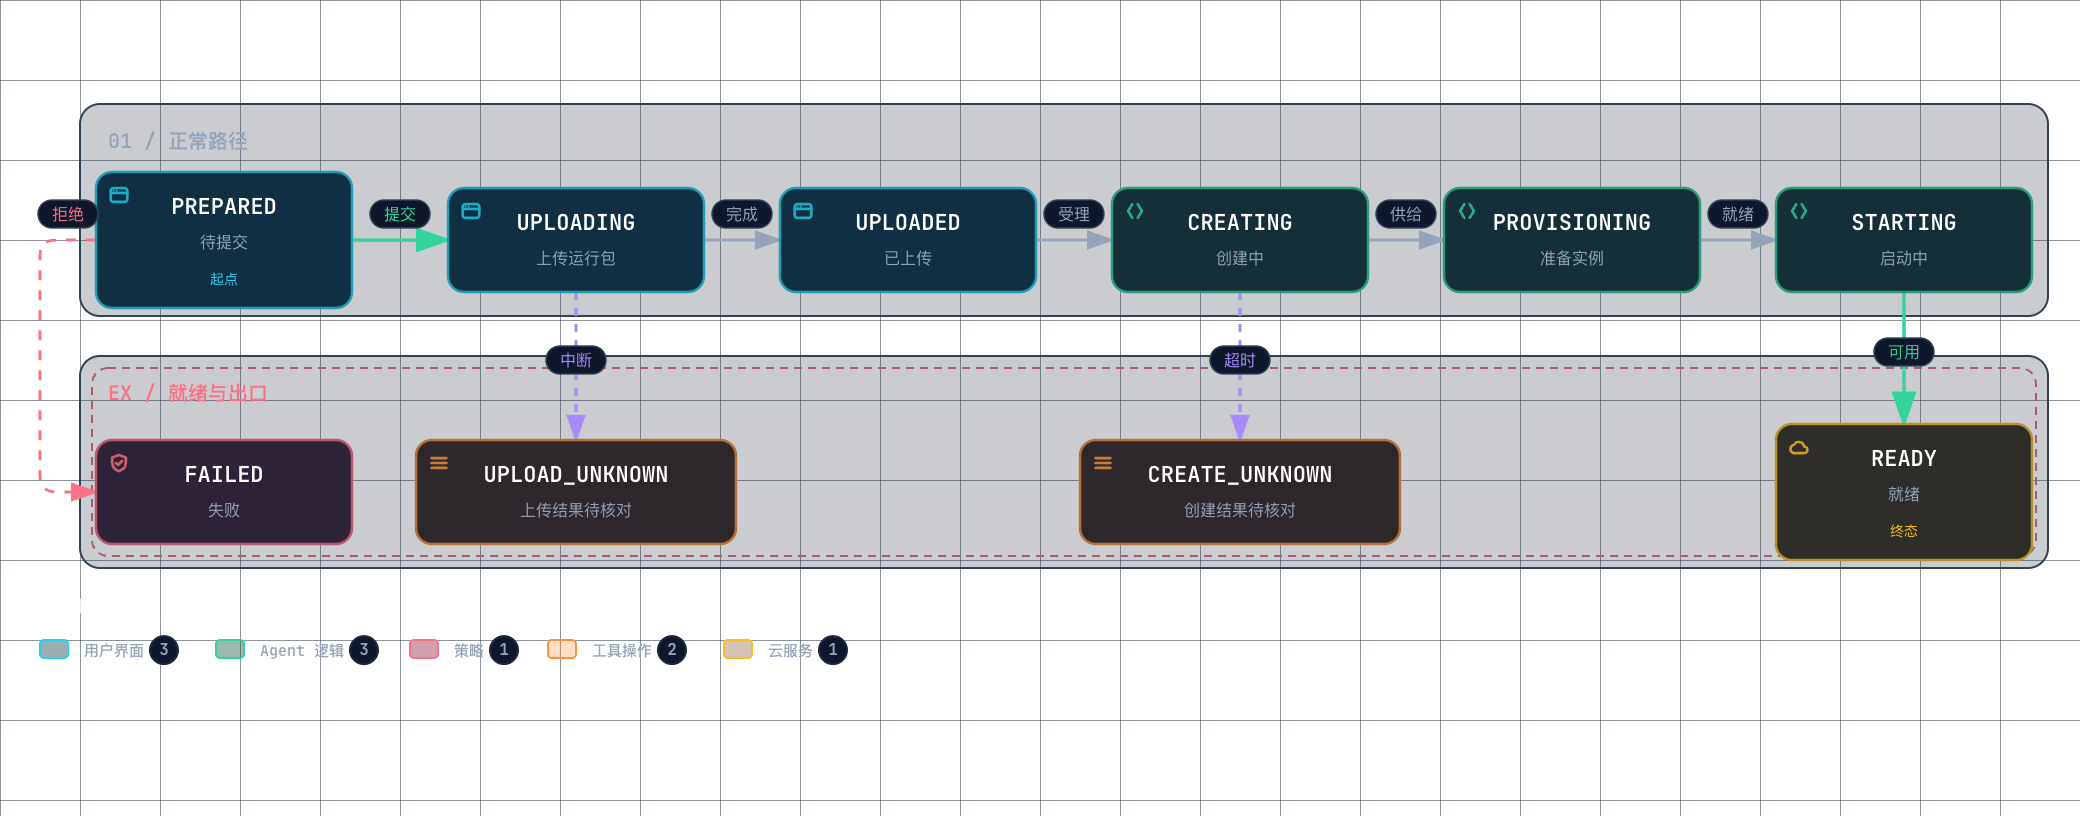 01 / 正常路径
拒绝
PREPARED
待提交
起点
提交
UPLOADING
上传运行包
完成
UPLOADED
已上传
受理
CREATING
创建中
供给
PROVISIONING
准备实例
就绪
STARTING
启动中
中断
超时
可用
EX / 就绪与出口
FAILED
失败
UPLOAD_UNKNOWN
上传结果待核对
CREATE_UNKNOWN
创建结果待核对
READY
就绪
终态
用户界面 3
Agent 逻辑 3
策略 1
工具操作 2
云服务 1